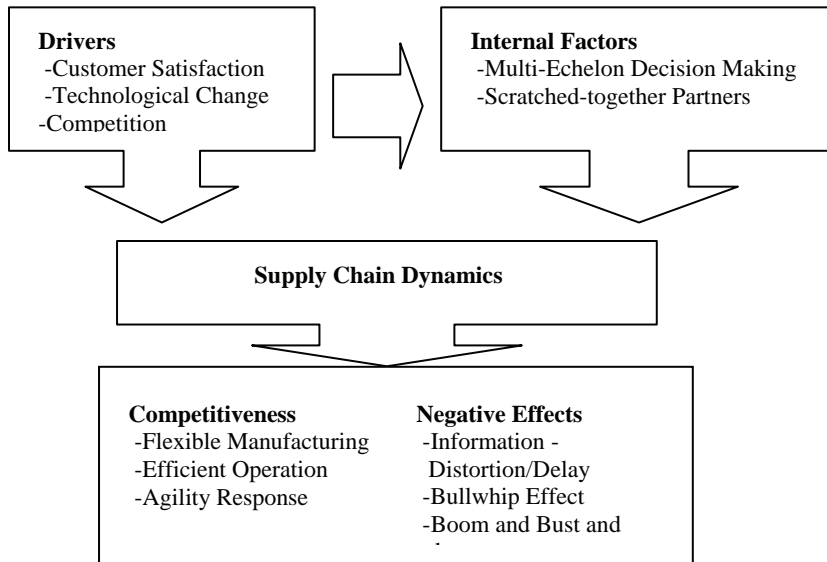 Drivers
-Customer Satisfaction
-Technological Change
-Competition
Internal Factors
-Multi-Echelon Decision Making
-Scratched-together Partners
Supply Chain Dynamics
Competitiveness
-Flexible Manufacturing
-Efficient Operation
-Agility Response
Negative Effects
-Information -
Distortion/Delay
-Bullwhip Effect
-Boom and Bust and